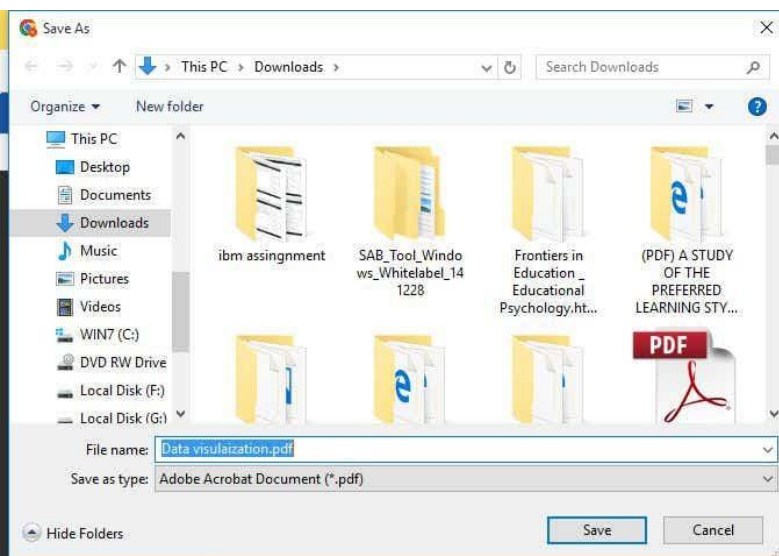 Save As
This PC > Downloads >
Search Downloads
Organize
New folder
This PC
Desktop
Documents
Downloads
Music
Pictures
Videos
WIN7 (C:)
DVD RW Drive
Local Disk (F:)
Local Disk (G:)
ibm assingnment
SAB_Tool_Windo
ws_Whitelabel_14
1228
Frontiers in
Education _
Educational
Psychology.ht...
(PDF) A STUDY
OF THE
PREFERRED
LEARNING STY...
PDF
File name: Data visulaization.pdf
Save as type: Adobe Acrobat Document (*.pdf)
Hide Folders
Save
Cancel